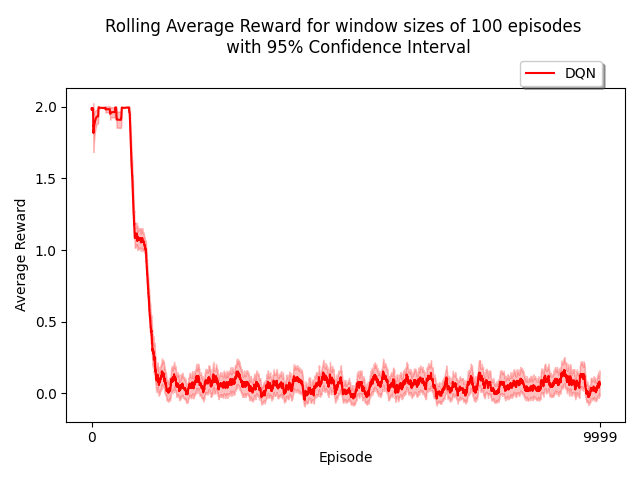 Rolling Average Reward for window sizes of 100 episodes
with 95% Confidence Interval
DQN
2.0
1.5
1.0
0.5
0.0
Average Reward
0
9999
Episode